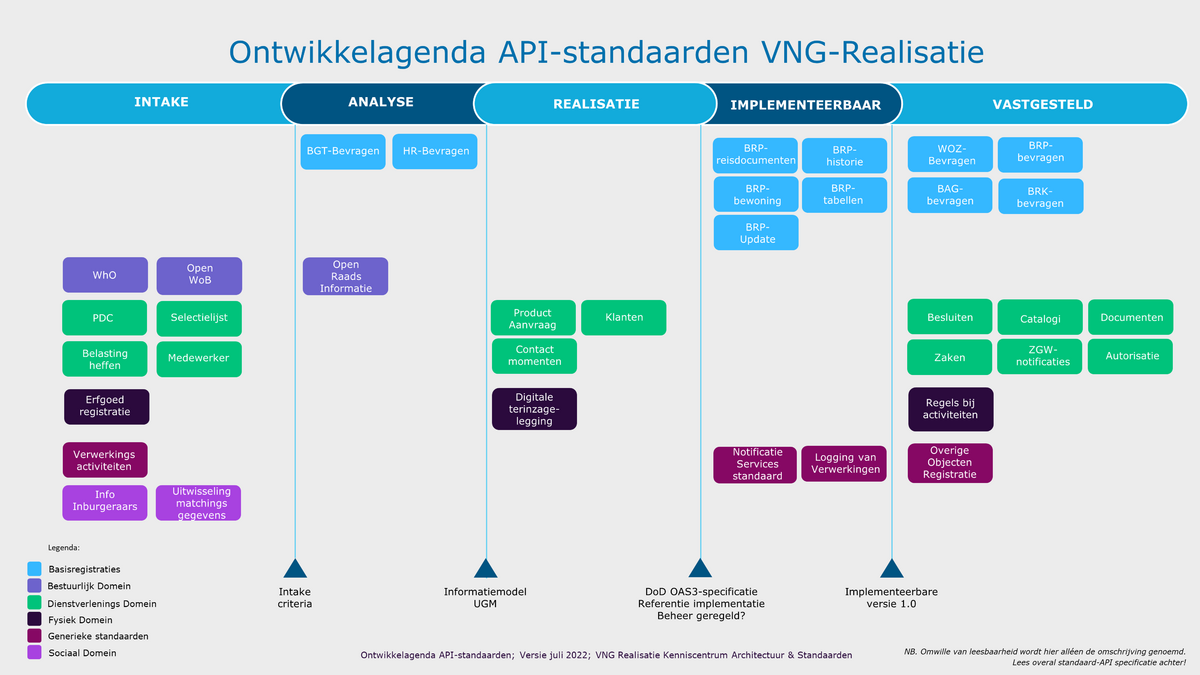 Ontwikkelagenda API-standaarden VNG-Realisatie
INTAKE
ANALYSE
REALISATIE
IMPLEMENTEERBAAR
VASTGESTELD
BGT-Bevragen
HR-Bevragen
BRP-
reisdocumenten
BRP-
historie
BRP-
bewoning
BRP-
tabellen
BRP-
Update
WOZ-
Bevragen
BRP-
bevragen
BAG-
bevragen
BRK-
bevragen
WhO
Open
WoB
Open
Raads
Informatie
PDC
Selectielijst
Belasting
heffen
Medewerker
Product
Aanvraag
Klanten
Contact
momenten
Besluiten
Catalogi
Documenten
Zaken
ZGW-
notificaties
Autorisatie
Erfgoed
registratie
Digitale
terinzage-
legging
Regels bij
activiteiten
Verwerkings
activiteiten
Notificatie
Services
standaard
Logging van
Verwerkingen
Overige
Objecten
Registratie
Info
Inburgeraars
Uitwisseling
matchings
gegevens
Legenda:
Basisregistraties
Bestuurlijk Domein
Dienstverlenings Domein
Fysiek Domein
Generieke standaarden
Sociaal Domein
Intake
criteria
Informatiemodel
UGM
DoD OAS3-specificatie
Referentie implementatie
Beheer geregeld?
Implementeerbare
versie 1.0
Ontwikkelagenda API-standaarden; Versie juli 2022; VNG Realisatie Kenniscentrum Architectuur & Standaarden
NB. Omwille van leesbaarheid wordt hier alléen de omschrijving genoemd.
Lees overal standaard-API specificatie achter!